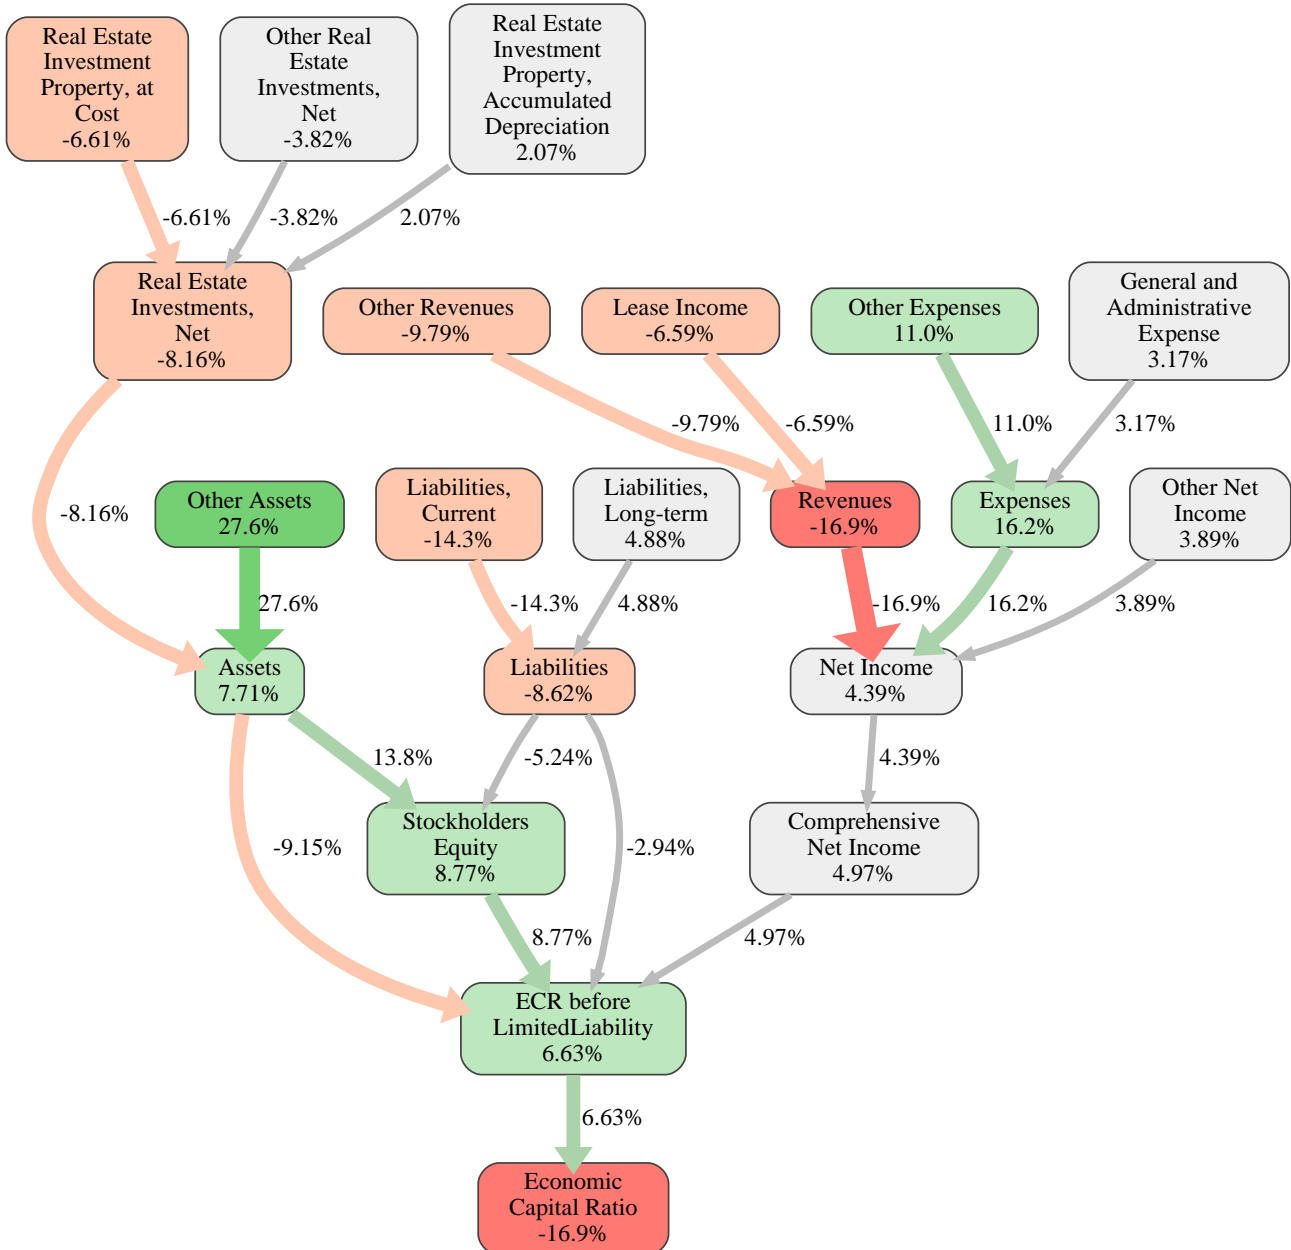 Real Estate
Investment
Property, at
Cost
-6.61%
Other Real
Estate
Investments,
Net
-3.82%
Real Estate
Investment
Property,
Accumulated
Depreciation
2.07%
-6.61%
-3.82%
2.07%
Real Estate
Investments,
Net
-8.16%
Other Revenues
-9.79%
Lease Income
-6.59%
Other Expenses
11.0%
General and
Administrative
Expense
3.17%
-9.79%
-6.59%
11.0%
3.17%
-8.16%
Other Assets
27.6%
Liabilities,
Current
-14.3%
Liabilities,
Long-term
4.88%
Revenues
-16.9%
Expenses
16.2%
Other Net
Income
3.89%
27.6%
-14.3%
4.88%
-16.9%
16.2%
3.89%
Assets
7.71%
Liabilities
-8.62%
Net Income
4.39%
13.8%
-5.24%
4.39%
-9.15%
Stockholders
Equity
8.77%
-2.94%
Comprehensive
Net Income
4.97%
8.77%
4.97%
ECR before
LimitedLiability
6.63%
6.63%
Economic
Capital Ratio
-16.9%